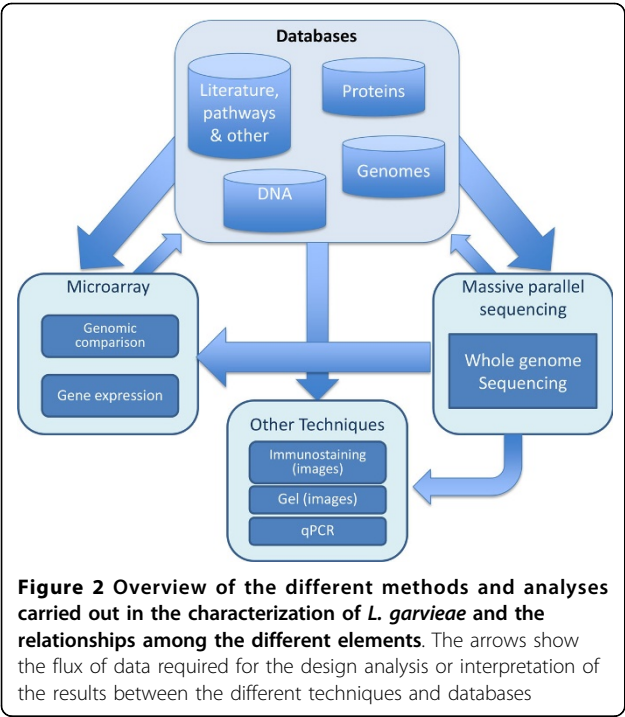 Databases
Literature,
pathways
& other
Proteins
Genomes
DNA
Microarray
Genomic
comparison
Gene expression
Massive parallel
sequencing
Whole genome
Sequencing
Other Techniques
Immunostaining
(images)
Gel (images)
qPCR
Figure 2 Overview of the different methods and analyses
carried out in the characterization of L. garvieae and the
relationships among the different elements. The arrows show
the flux of data required for the design analysis or interpretation of
the results between the different techniques and databases